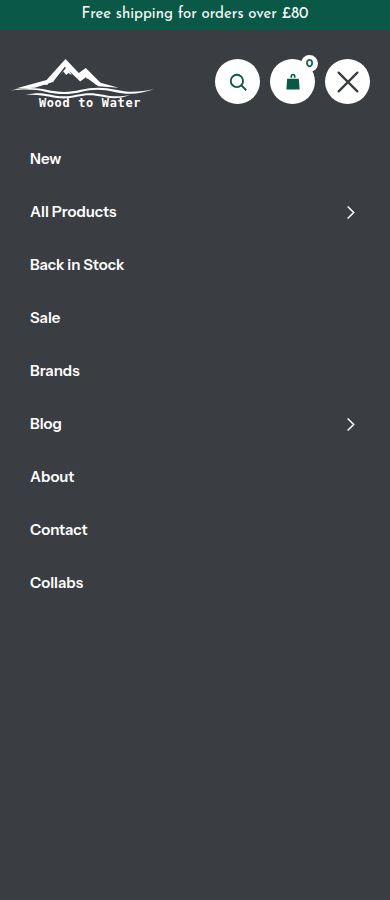 Free shipping for orders over £80
Wood to Water
0
New
All Products
Back in Stock
Sale
Brands
Blog
About
Contact
Collabs